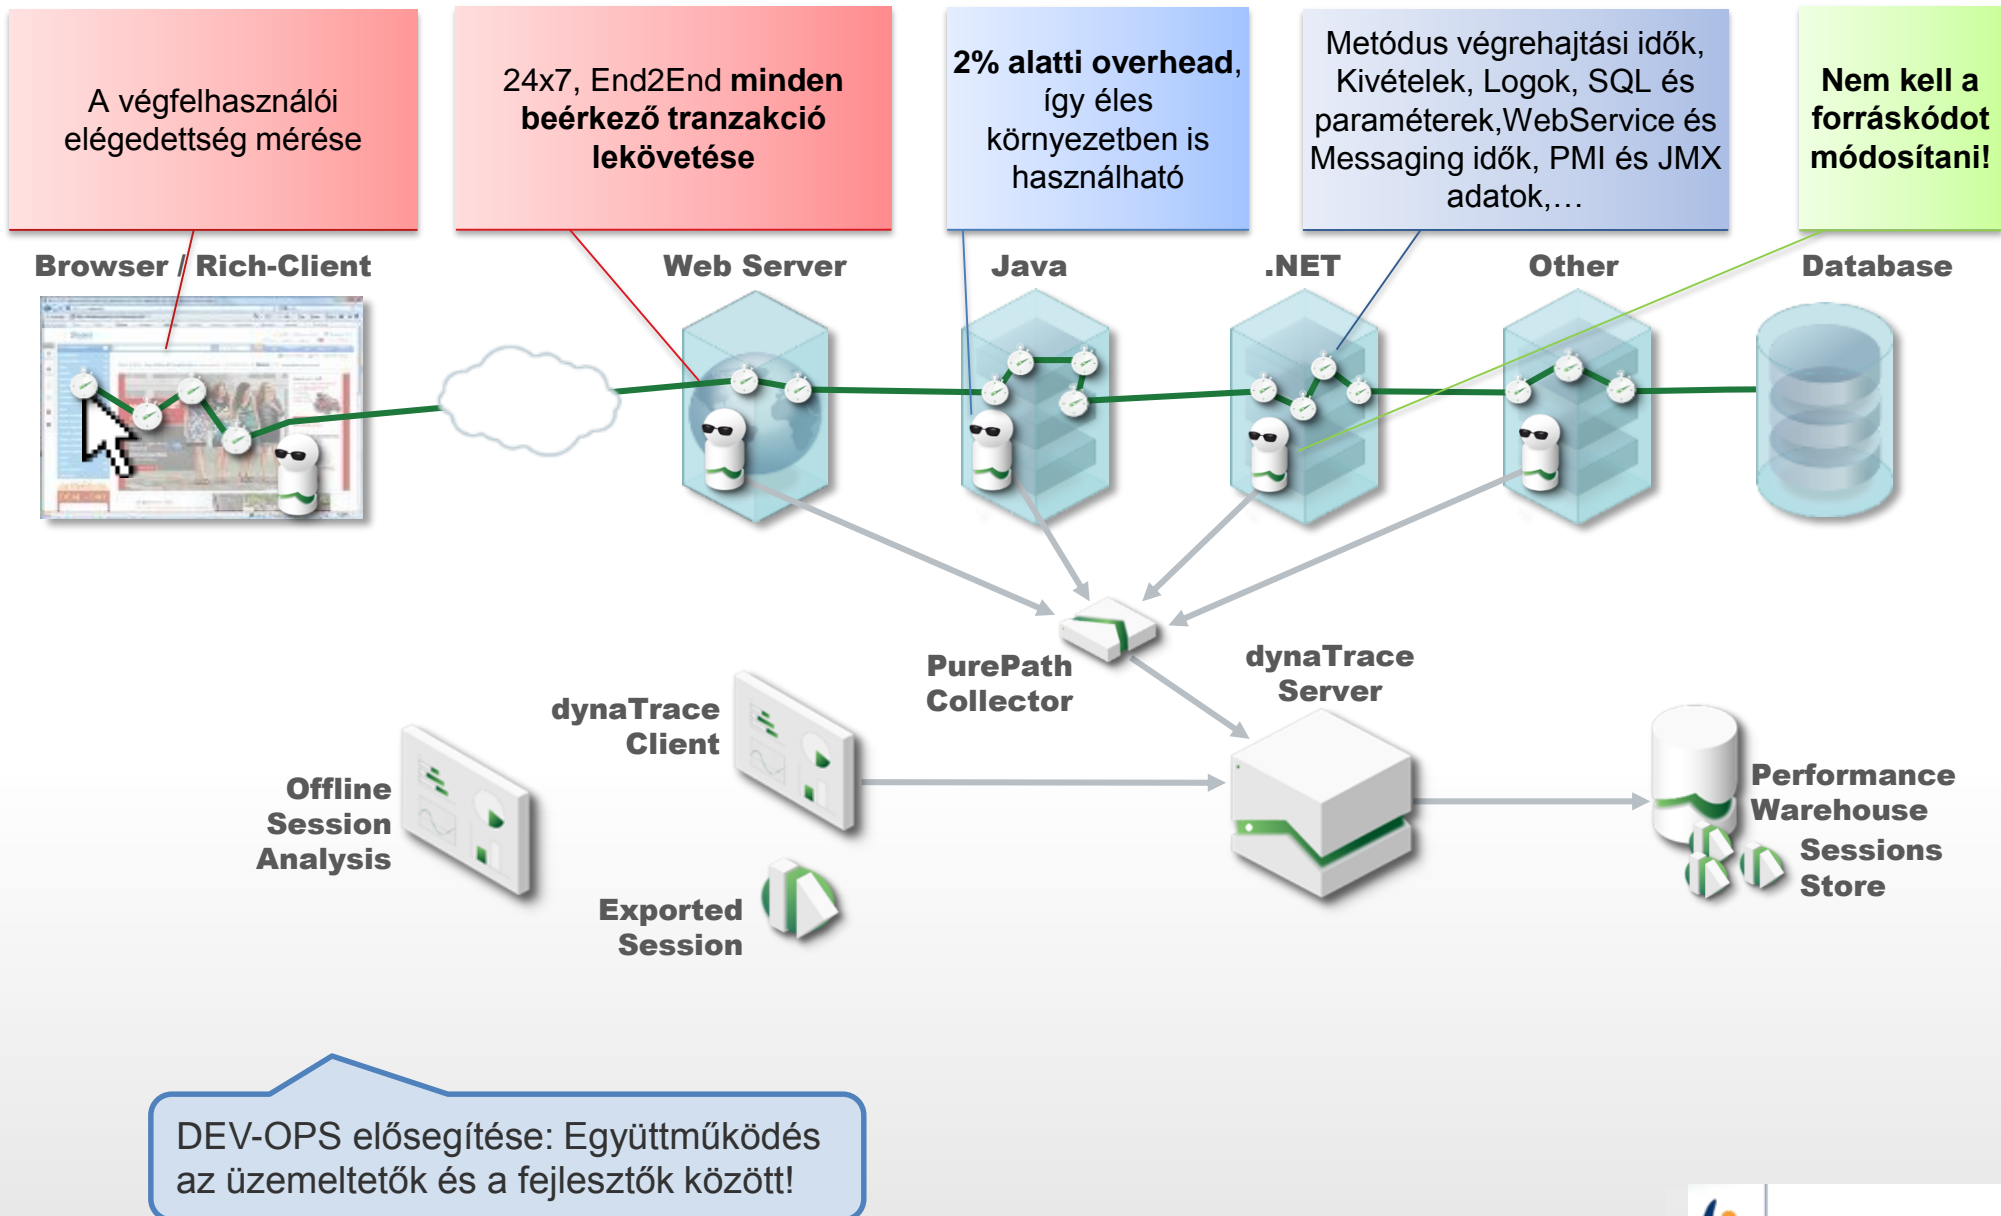 A végfelhasználói
elégedettség mérése
24x7, End2End minden
beérkező tranzakció
lekövetése
2% alatti overhead,
így éles
környezetben is
használható
Metódus végrehajtási idők,
Kivételek, Logok, SQL és
paraméterek,WebService és
Messaging idők, PMI és JMX
adatok,…
Nem kell a
forráskódot
módosítani!
Browser / Rich-Client
Web Server
Java
.NET
Other
Database
PurePath
Collector
dynaTrace
Server
dynaTrace
Client
Offline
Session
Analysis
Performance
Warehouse
Sessions
Store
Exported
Session
DEV-OPS elősegítése: Együttműködés
az üzemeltetők és a fejlesztők között!